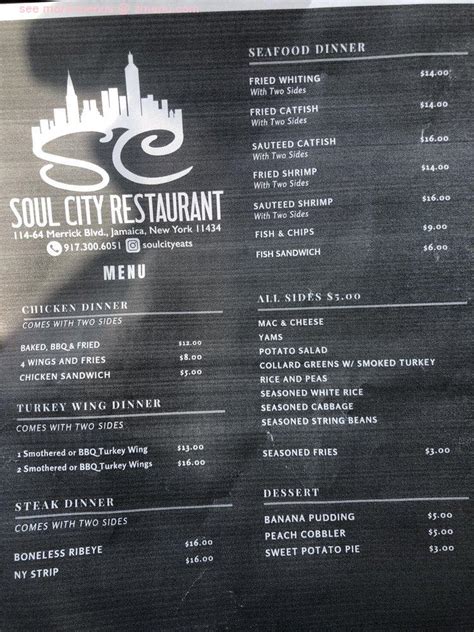 SC
SOUL CITY RESTAURANT
114-64 Merrick Blvd., Jamaica, New York 11434
917.300.6051 soulcityeats
MENU
CHICKEN DINNER
COMES WITH TWO SIDES
BAKED, BBQ & FRIED $12.00
4 WINGS AND FRIES $8.00
CHICKEN SANDWICH $5.00
TURKEY WING DINNER
COMES WITH TWO SIDES
1 Smothered or BBQ Turkey Wing $13.00
2 Smothered or BBQ Turkey Wings $16.00
STEAK DINNER
COMES WITH TWO SIDES
BONELESS RIBEYE $16.00
NY STRIP $16.00
SEAFOOD DINNER
FRIED WHITING $14.00
With Two Sides
FRIED CATFISH $14.00
With Two Sides
SAUTEED CATFISH $16.00
With Two Sides
FRIED SHRIMP $14.00
With Two Sides
SAUTEED SHRIMP $16.00
With Two Sides
FISH & CHIPS $9.00
FISH SANDWICH $6.00
ALL SIDES $5.00
MAC & CHEESE
YAMS
POTATO SALAD
COLLARD GREENS W/ SMOKED TURKEY
RICE AND PEAS
SEASONED WHITE RICE
SEASONED CABBAGE
SEASONED STRING BEANS
SEASONED FRIES $3.00
DESSERT
BANANA PUDDING $5.00
PEACH COBBLER $5.00
SWEET POTATO PIE $3.00